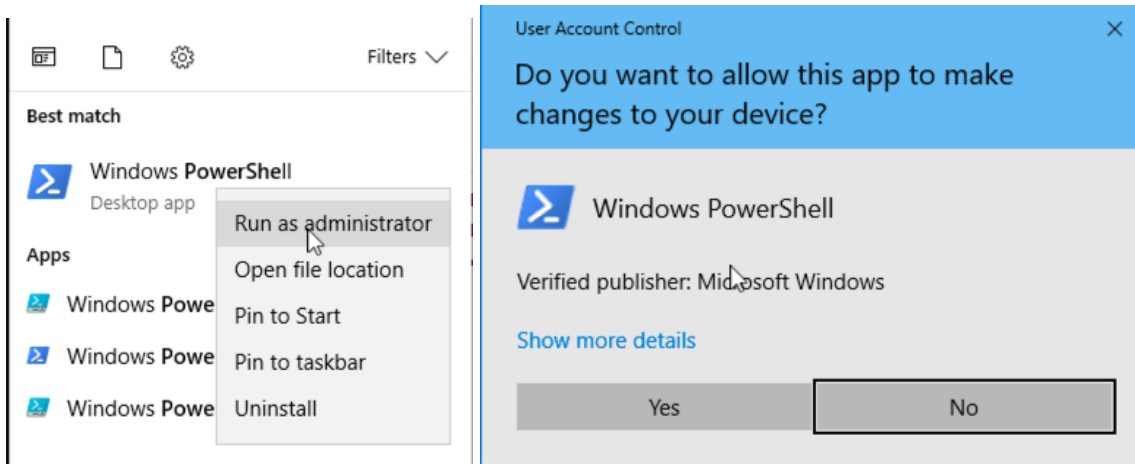 Filters
Best match
Windows PowerShell
Desktop app
Run as administrator
Apps
Open file location
Windows Powe
Pin to Start
Windows Powe
Pin to taskbar
Windows Powe
Uninstall
User Account Control
Do you want to allow this app to make
changes to your device?
Windows PowerShell
Verified publisher: Microsoft Windows
Show more details
Yes
No